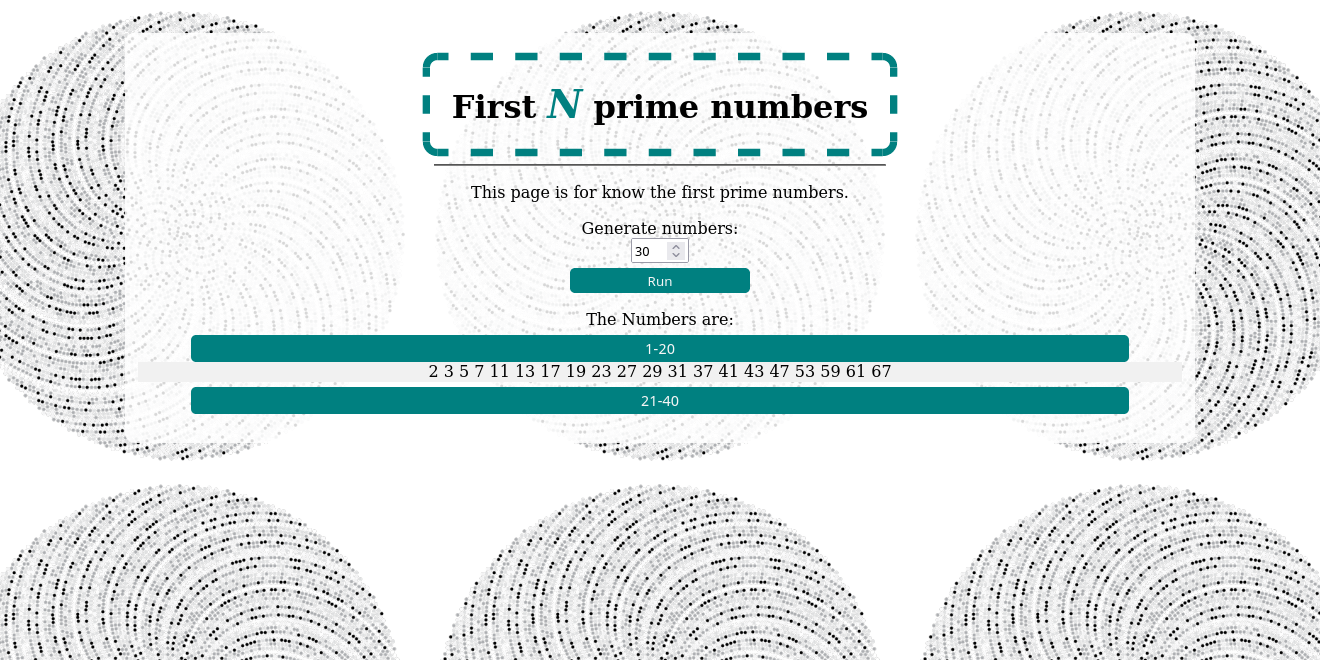 First N prime numbers
This page is for know the first prime numbers.
Generate numbers:
30
Run
The Numbers are:
1-20
2 3 5 7 11 13 17 19 23 27 29 31 37 41 43 47 53 59 61 67
21-40